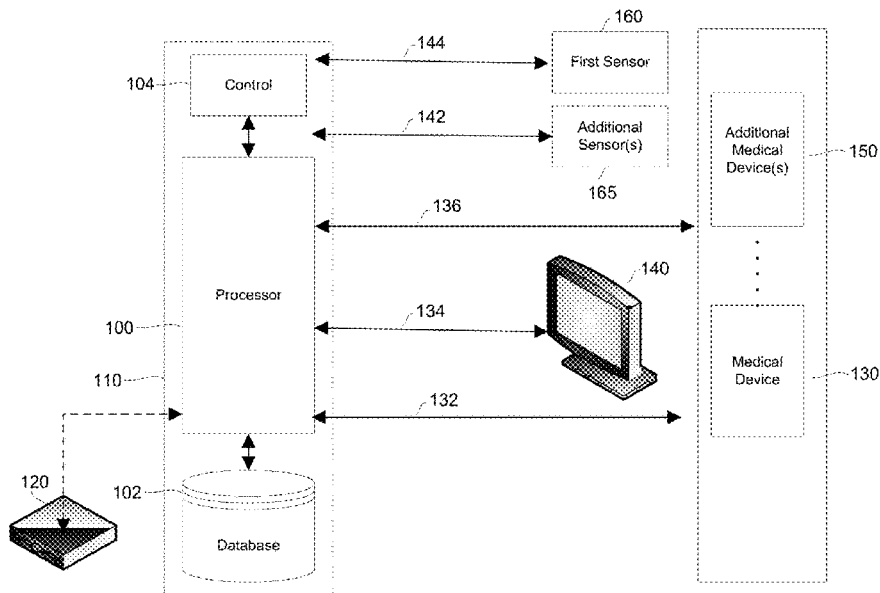 160
144
First Sensor
104
Control
142
Additional
Sensor(s)
165
Additional
Medical
Device(s)
150
136
140
Processor
134
100
110
Medical
Device
130
132
120
102
Database